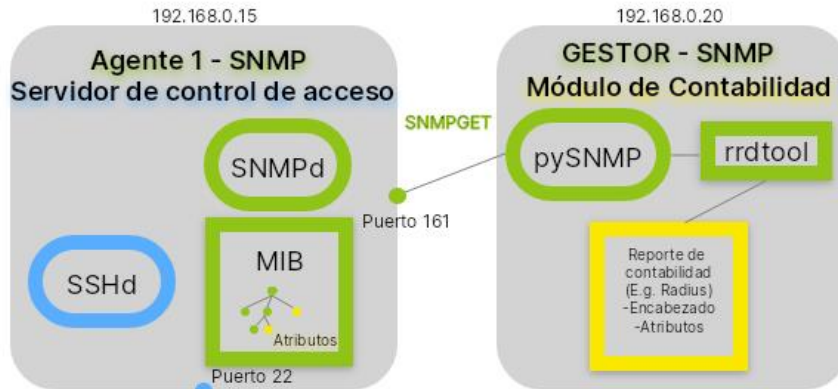 192.168.0.15
Agente 1 - SNMP
Servidor de control de acceso
SNMPd
Puerto 161
SSHd
MIB
Atributos
Puerto 22
SNMPGET
192.168.0.20
GESTOR - SNMP
Módulo de Contabilidad
pySNMP
rrdtool
Reporte de
contabilidad
(E.g. Radius)
-Encabezado
-Atributos